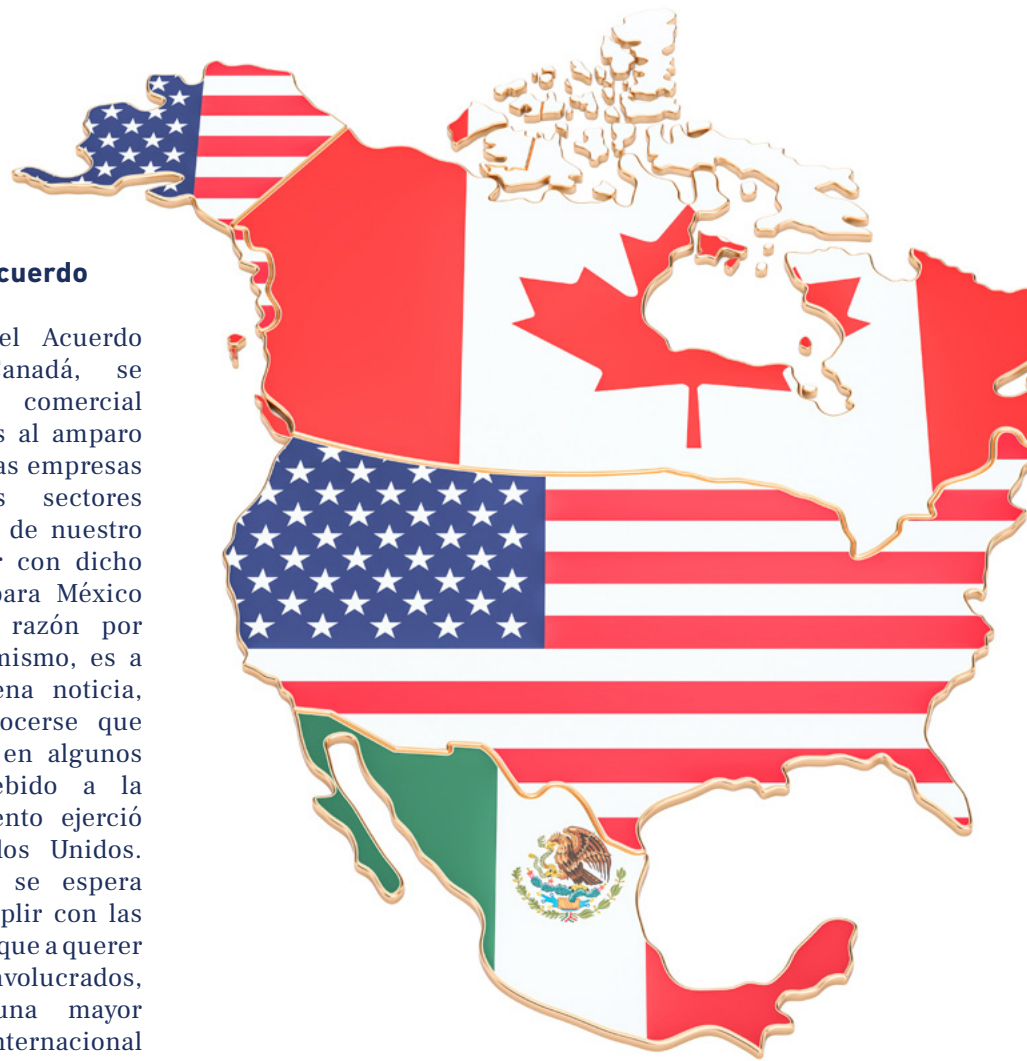 cuerdo
el Acuerdo
Canadá, se
comercial
s al amparo
as empresas
s sectores
de nuestro
r con dicho
para México
razón por
mismo, es a
ena noticia,
ocerse que
en algunos
ebido a la
ento ejerció
dos Unidos.
se espera
plir con las
que a querer
nvolucrados,
una mayor
nternacional